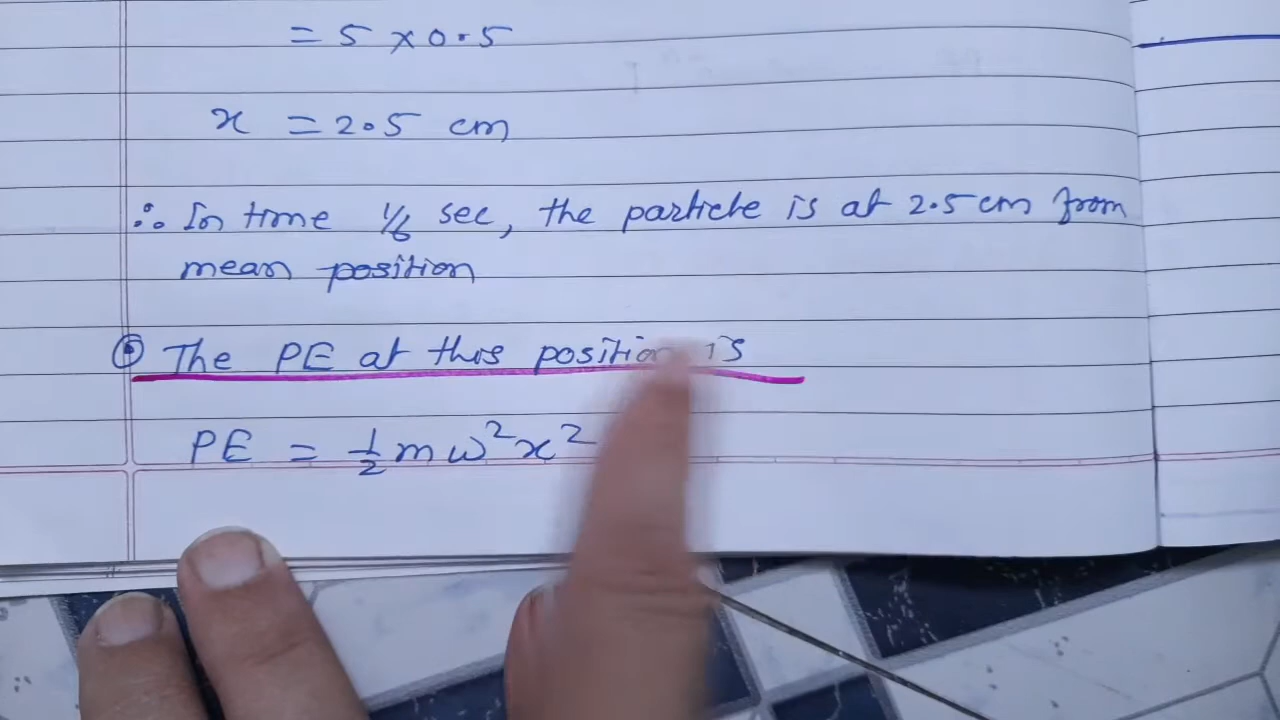 = 5 × 0.5
x = 2.5 cm
∴ In time 1/6 sec, the particle is at 2.5 cm from
mean position
The PE at this position is
PE = 1/2 m ω² x²